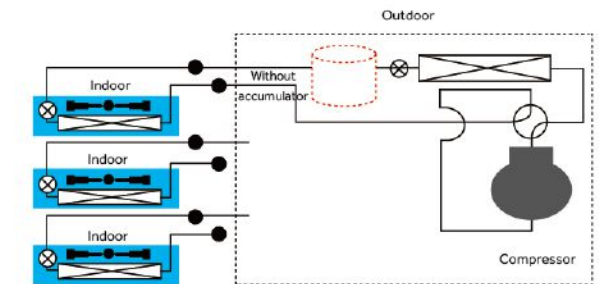 Outdoor
Indoor
Without
accumulator
Indoor
Indoor
Compressor